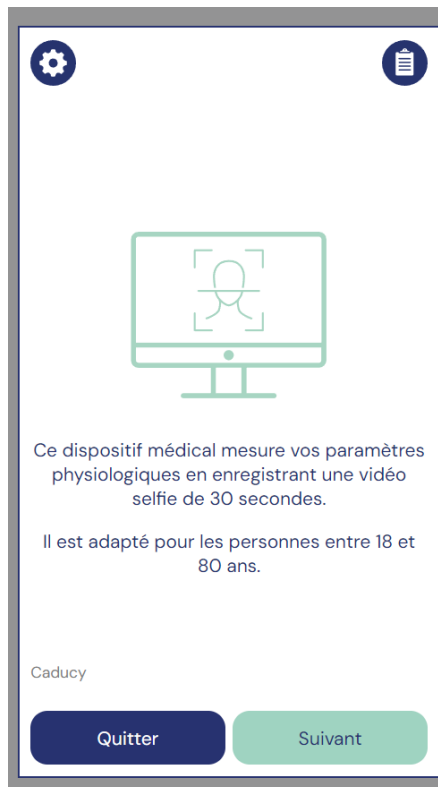 Ce dispositif médical mesure vos paramètres
physiologiques en enregistrant une vidéo
selfie de 30 secondes.
Il est adapté pour les personnes entre 18 et
80 ans.
Caducy
Quitter
Suivant